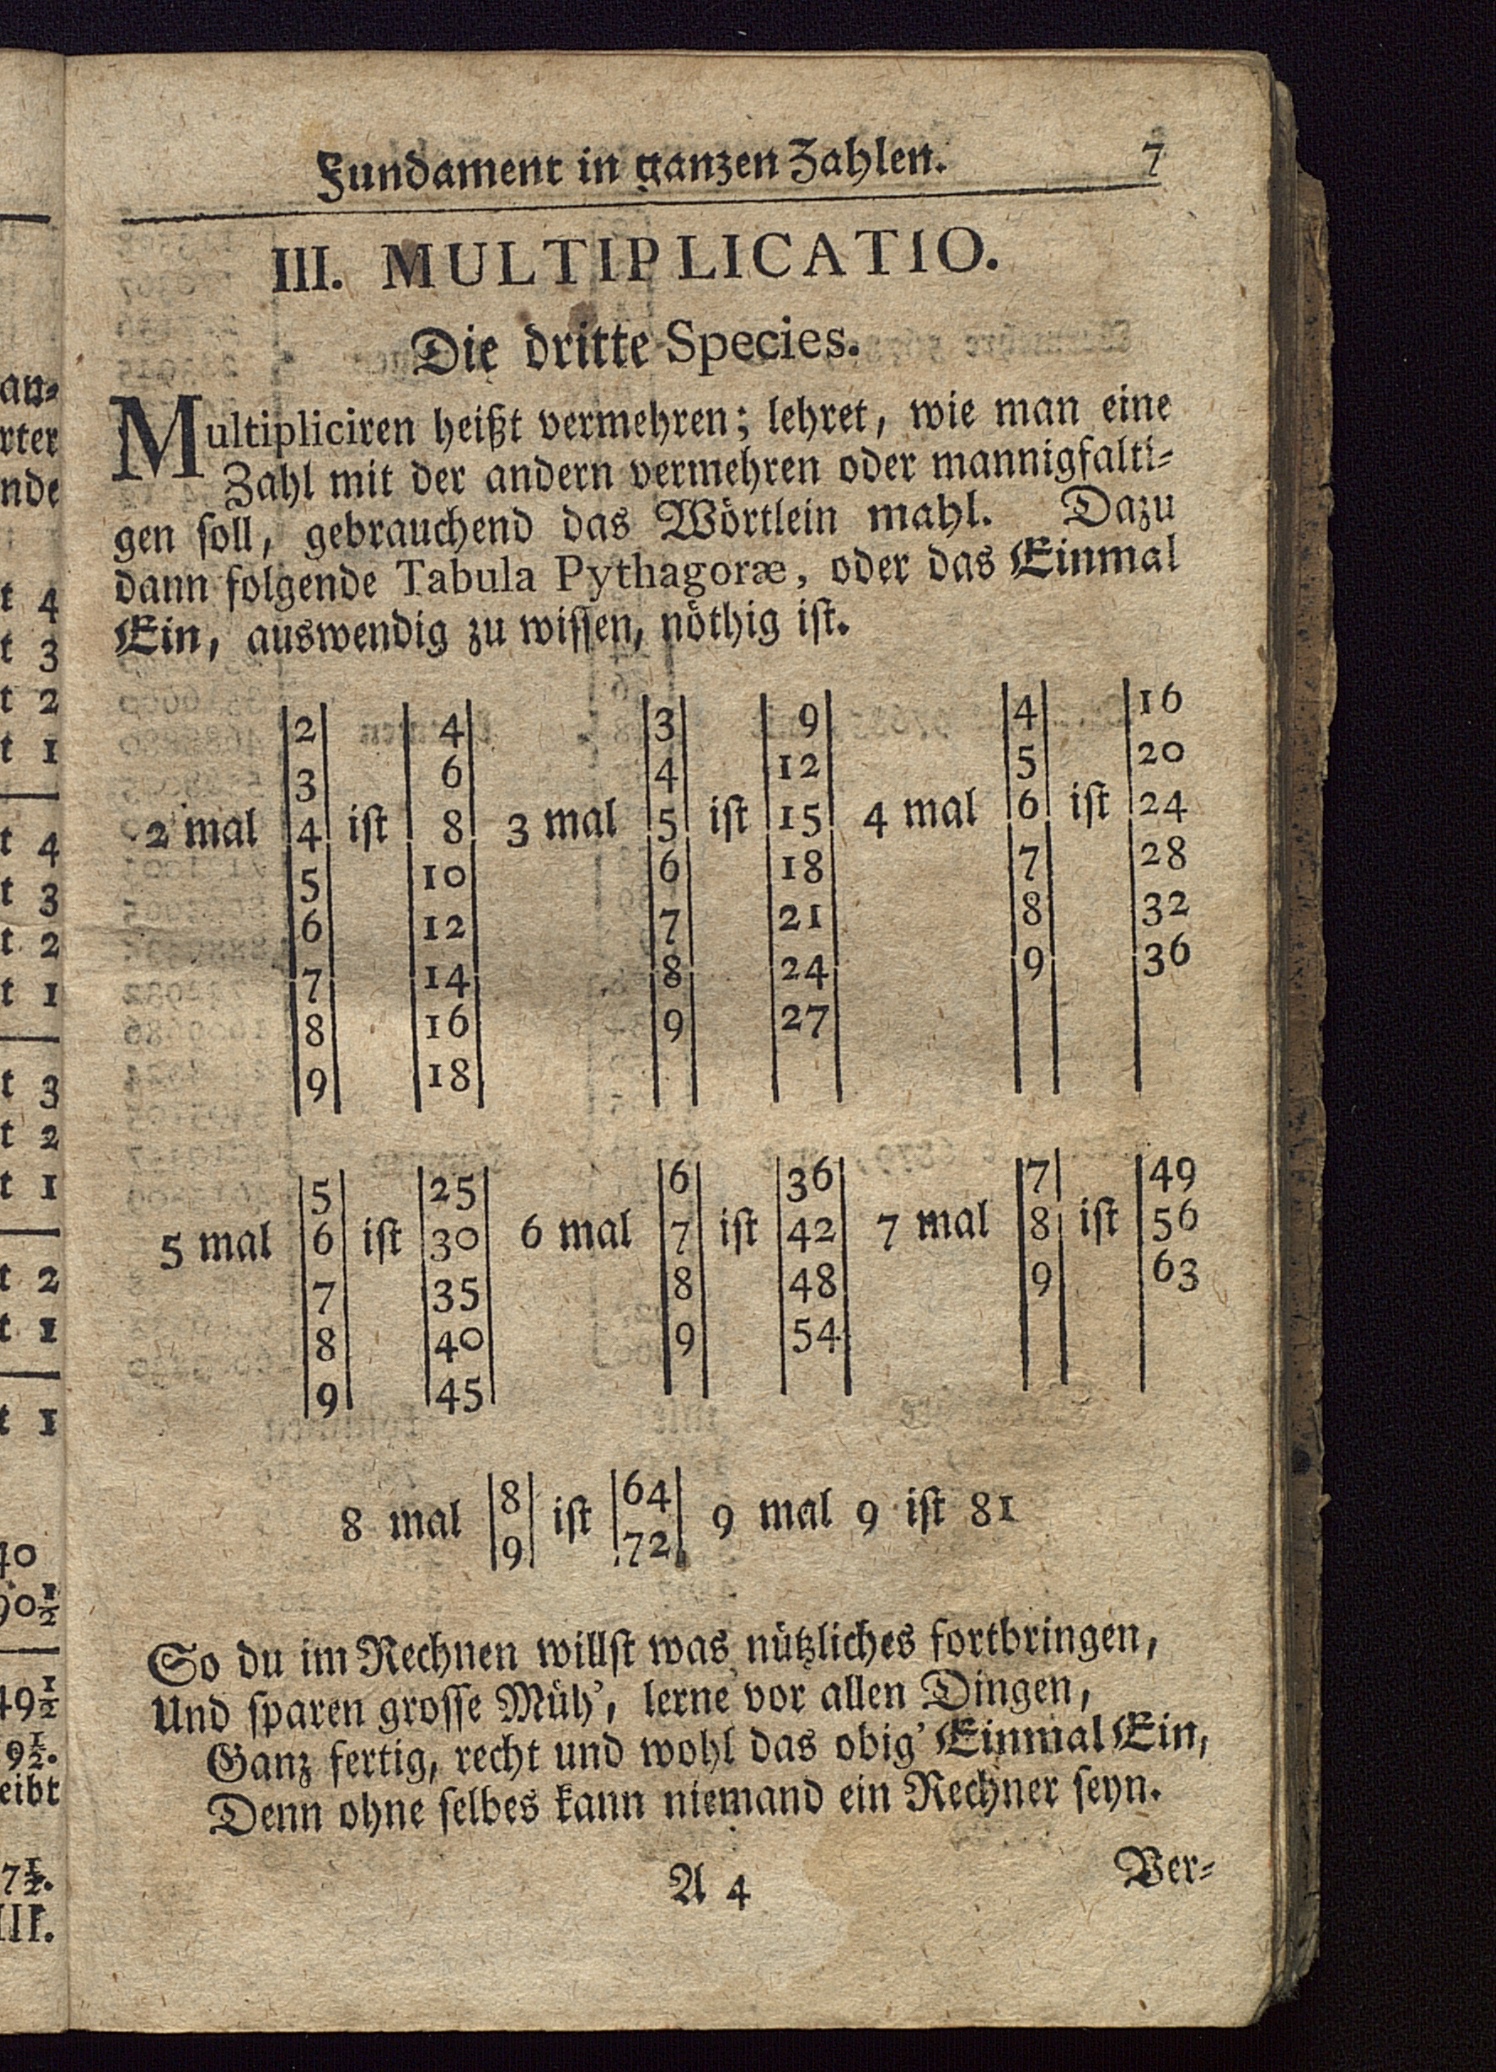 Fundament in ganzen Zahlen. 7
III. MULTIPLICATIO.
Die dritte Species.
Multipliciren heißt vermehren; lehret, wie man eine
Zahl mit der andern vermehren oder mannigfalti-
gen soll, gebrauchend das Wörtlein mahl. Dazu
dann folgende Tabula Pythagoræ, oder das Einmal
Ein, auswendig zu wissen, nöthig ist.
2 4 3 9 4 16
3 6 4 12 5 20
2 mal 4 ist 8 3 mal 5 ist 15 4 mal 6 ist 24
5 10 6 18 7 28
6 12 7 21 8 32
7 14 8 24 9 36
8 16 9 27
9 18
5 25 6 36 7 49
5 mal 6 ist 30 6 mal 7 ist 42 7 mal 8 ist 56
7 35 8 48 9 63
8 40 9 54
9 45
8 mal 8 ist 64 9 mal 9 ist 81
9 72
So du im Rechnen willst was nützliches fortbringen,
Und sparen grosse Müh', lerne vor allen Dingen,
Ganz fertig, recht und wohl das obig' Einmal Ein,
Denn ohne selbes kann niemand ein Rechner seyn.
A 4 Ver-